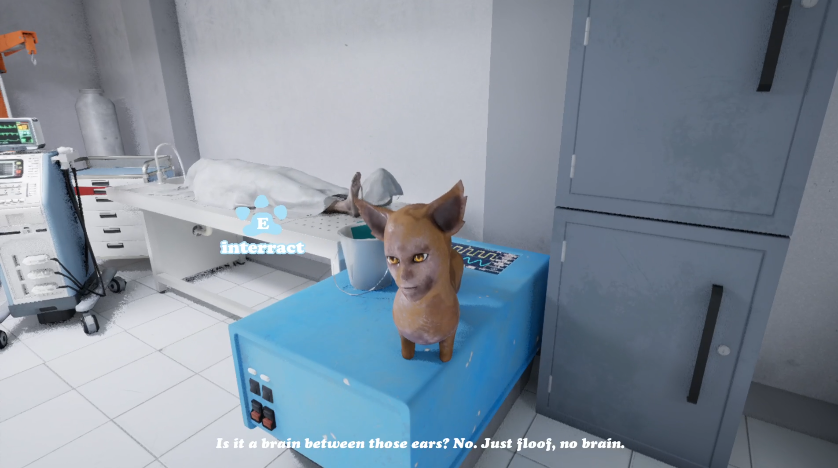 E
interract
Is it a brain between those ears? No. Just floof, no brain.